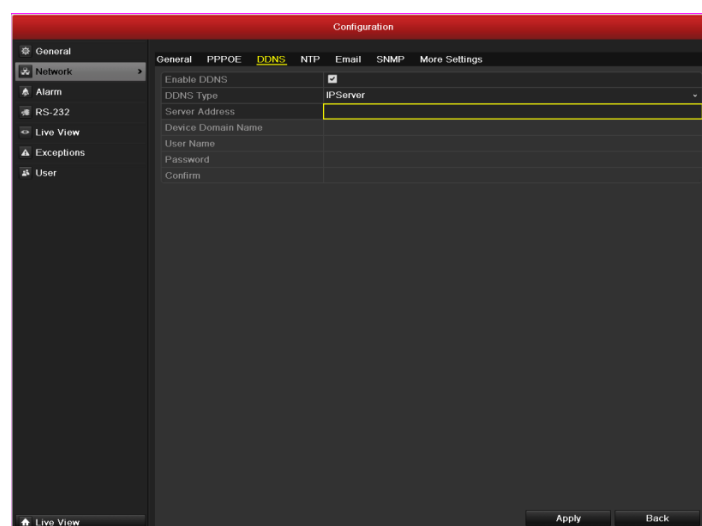 Configuration
General
Network
Alarm
RS-232
Live View
Exceptions
User
Live View
General PPPOE DDNS NTP Email SNMP More Settings
Enable DDNS
DDNS Type IPServer
Server Address
Device Domain Name
User Name
Password
Confirm
Apply Back